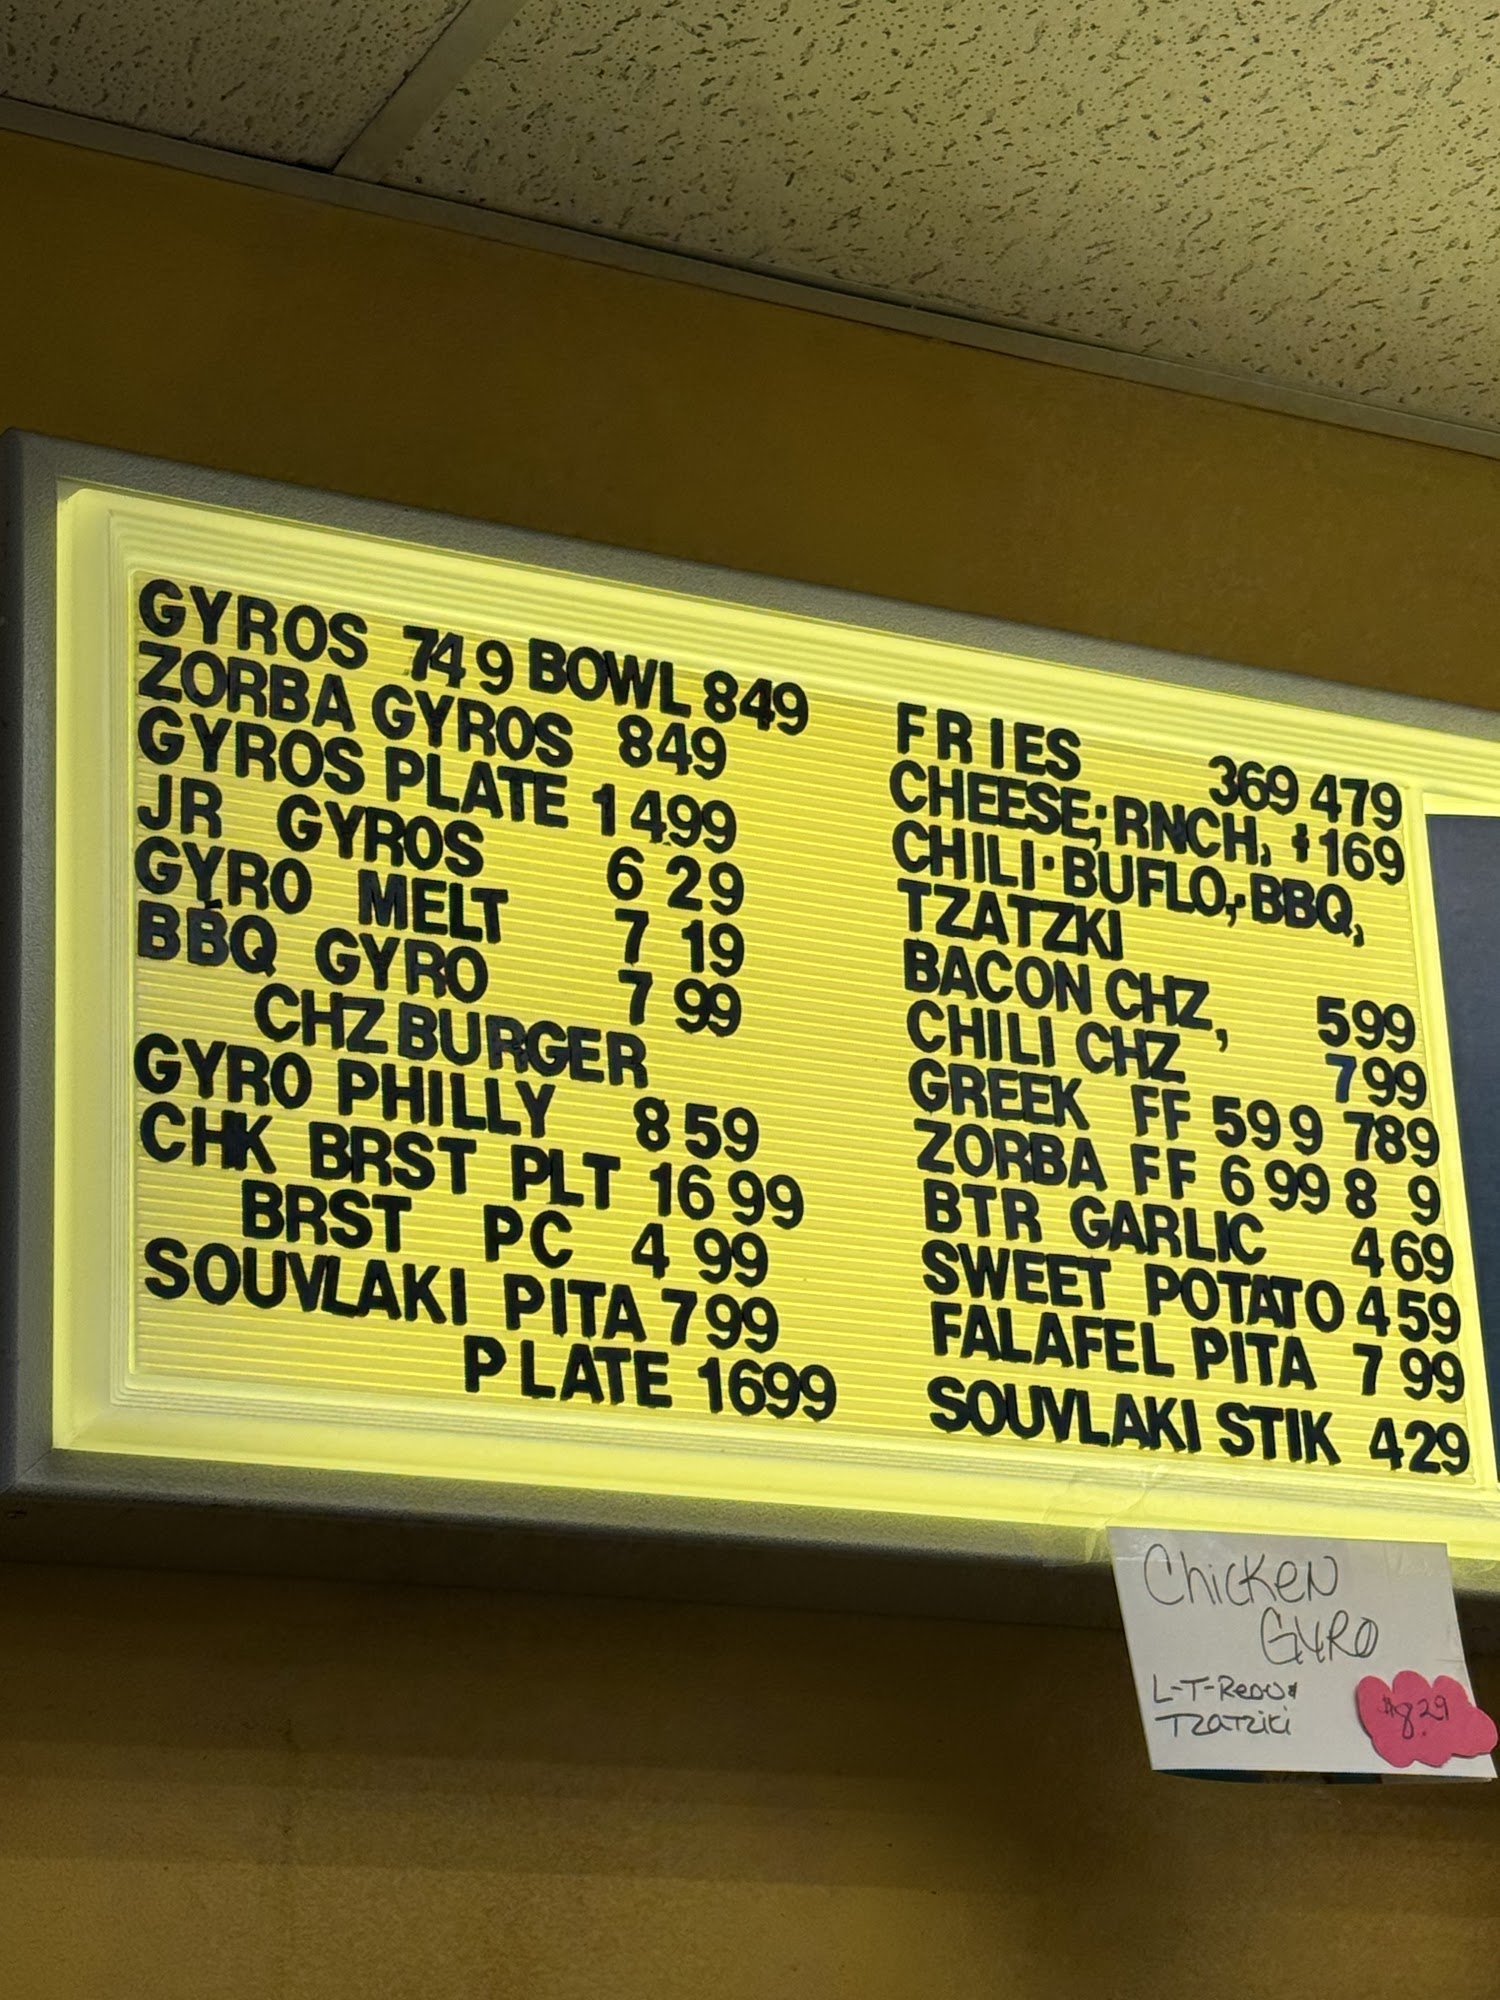 GYROS 749 BOWL 849
ZORBA GYROS 849
GYROS PLATE 1499
JR GYROS 629
GYRO MELT 719
BBQ GYRO 799
CHZBURGER
GYRO PHILLY 859
CHK BRST PLT 1699
BRST PC 499
SOUVLAKI PITA 799
PLATE 1699
FRIES 369 479
CHEESE; RNCH, +169
CHILI·BUFLO,·BBQ,
TZATZKI
BACON CHZ, 599
CHILI CHZ 799
GREEK FF 599 789
ZORBA FF 699 8 9
BTR GARLIC 469
SWEET POTATO 459
FALAFEL PITA 799
SOUVLAKI STIK 429
Chicken
Gyro
L-T-
Tzatziki
$8.29